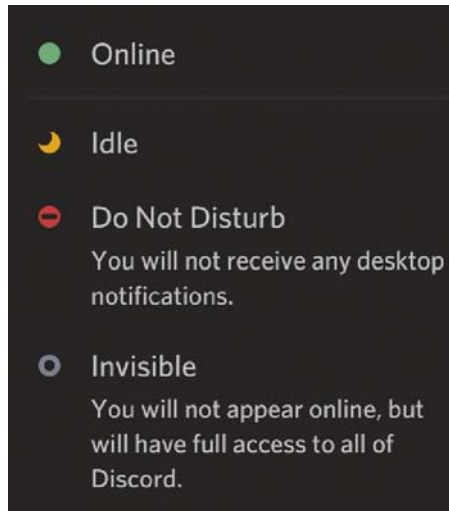 Online
Idle
Do Not Disturb
You will not receive any desktop
notifications.
Invisible
You will not appear online, but
will have full access to all of
Discord.